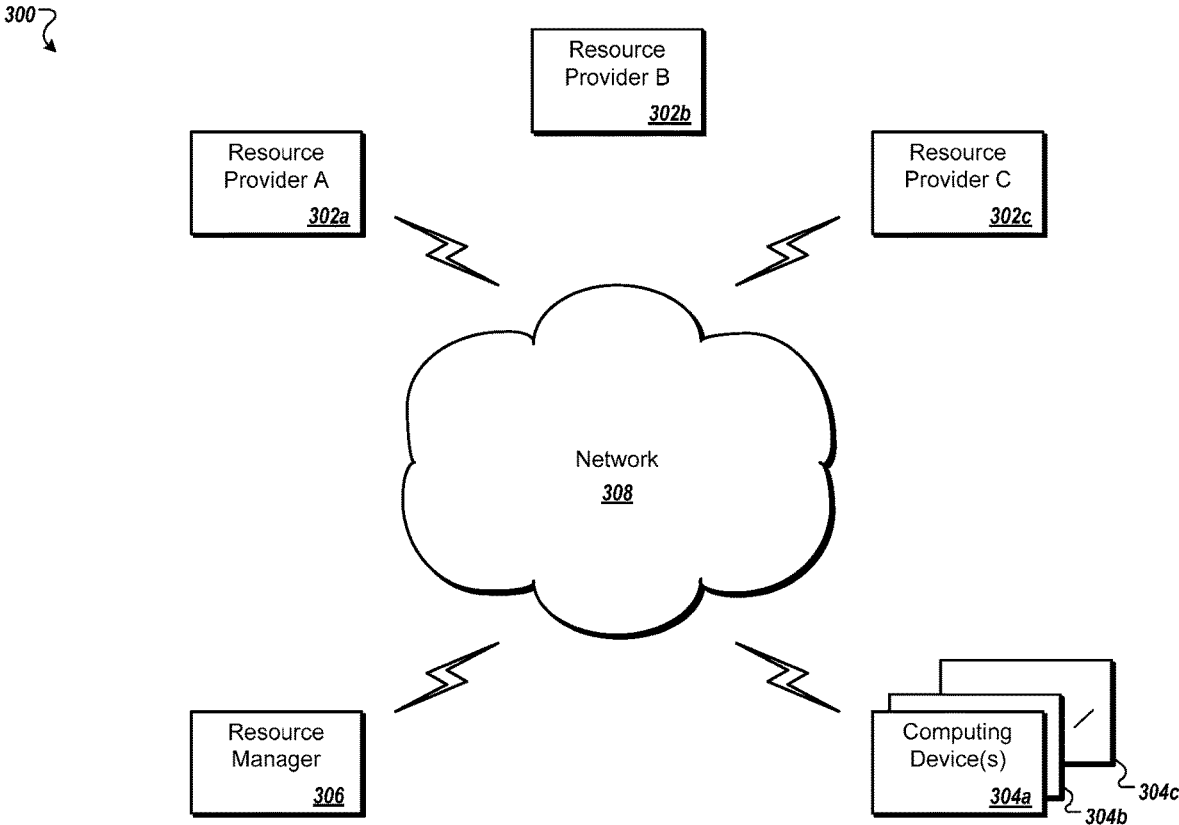 300
Resource
Provider B
302b
Resource
Provider A
302a
Resource
Provider C
302c
Network
308
Resource
Manager
306
Computing
Device(s)
304a
304b
304c